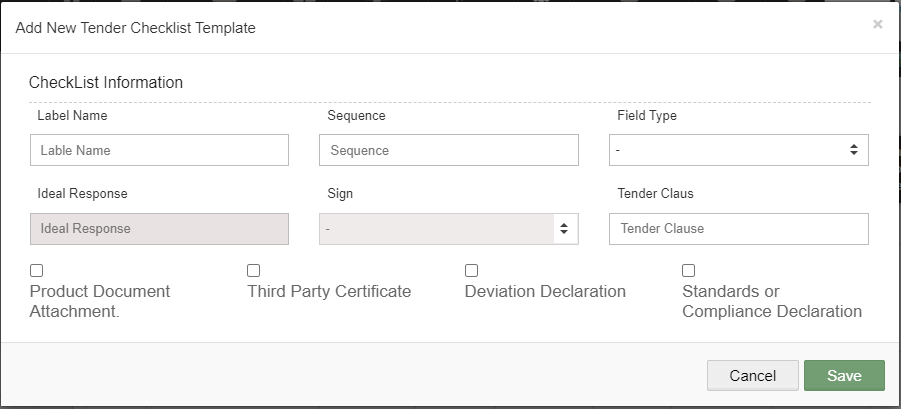 Add New Tender Checklist Template
×
CheckList Information
Label Name
Sequence
Field Type
Lable Name
Sequence
-
Ideal Response
Sign
Tender Claus
Ideal Response
-
Tender Clause
Product Document
Attachment.
Third Party Certificate
Deviation Declaration
Standards or
Compliance Declaration
Cancel
Save